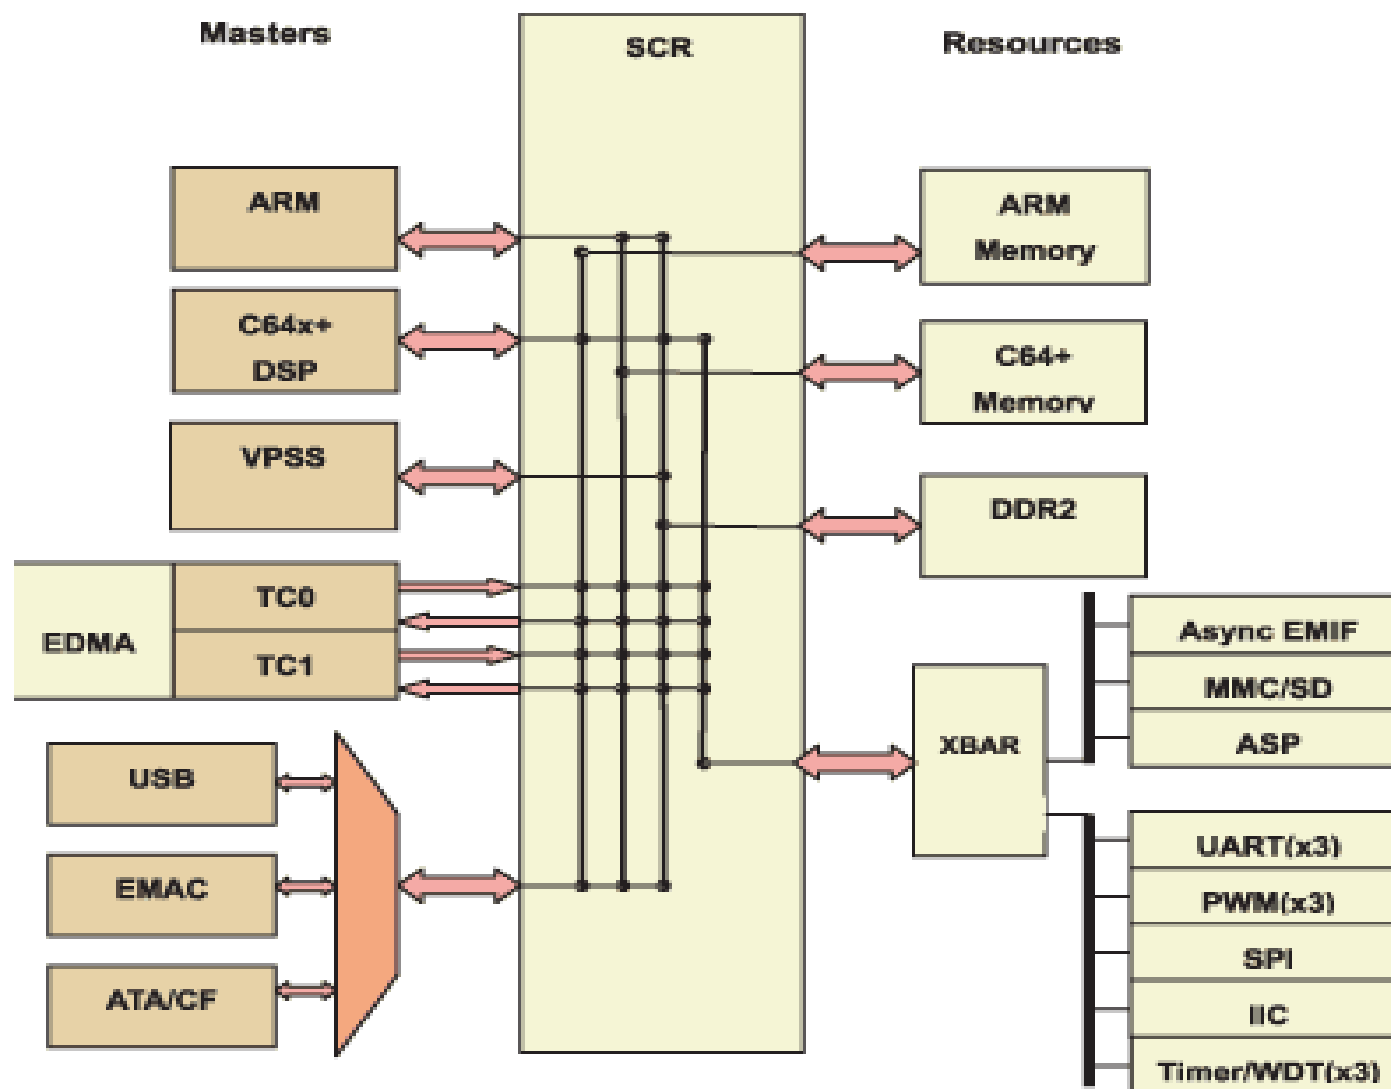 Masters
SCR
Resources
ARM
C64x+
DSP
VPSS
EDMA
TC0
TC1
USB
EMAC
ATA/CF
ARM
Memory
C64+
Memory
DDR2
XBAR
Async EMIF
MMC/SD
ASP
UART(x3)
PWM(x3)
SPI
IIC
Timer/WDT(x3)